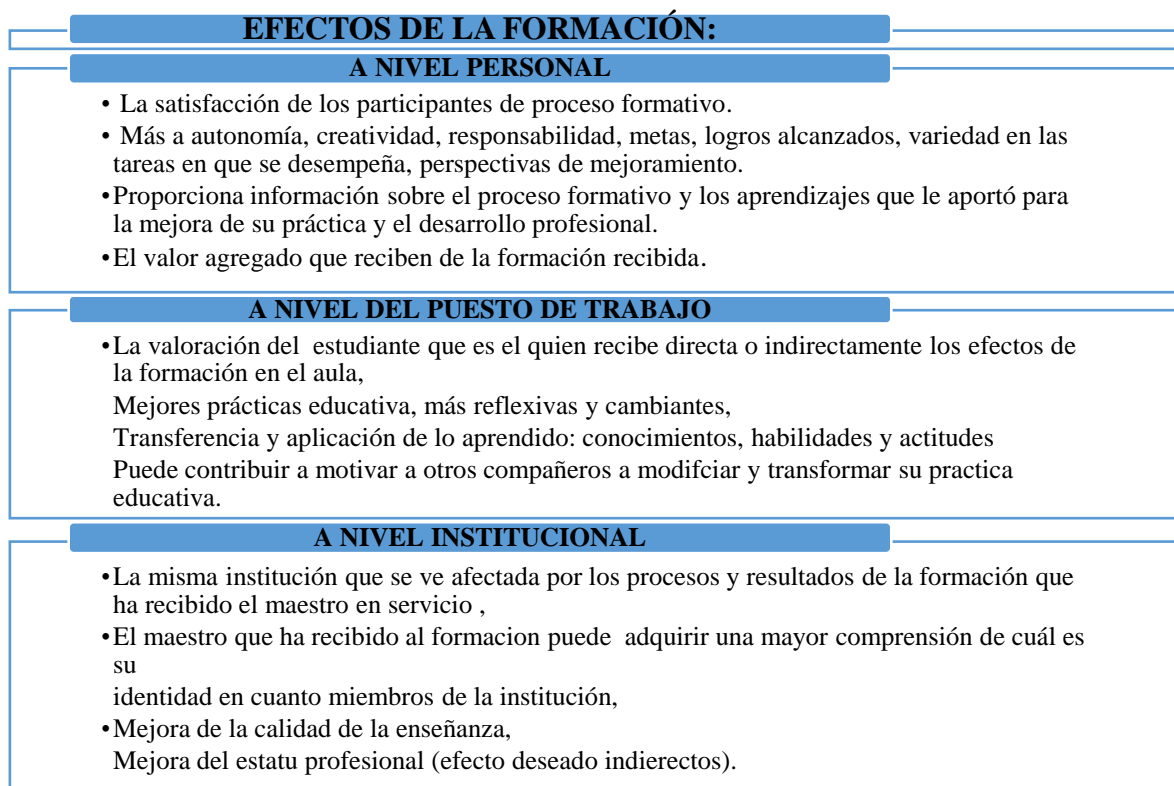 EFECTOS DE LA FORMACIÓN:
A NIVEL PERSONAL
• La satisfacción de los participantes de proceso formativo.
• Más a autonomía, creatividad, responsabilidad, metas, logros alcanzados, variedad en las
tareas en que se desempeña, perspectivas de mejoramiento.
•Proporciona información sobre el proceso formativo y los aprendizajes que le aportó para
la mejora de su práctica y el desarrollo profesional.
•El valor agregado que reciben de la formación recibida.
A NIVEL DEL PUESTO DE TRABAJO
•La valoración del estudiante que es el quien recibe directa o indirectamente los efectos de
la formación en el aula,
Mejores prácticas educativa, más reflexivas y cambiantes,
Transferencia y aplicación de lo aprendido: conocimientos, habilidades y actitudes
Puede contribuir a motivar a otros compañeros a modifciar y transformar su practica
educativa.
A NIVEL INSTITUCIONAL
•La misma institución que se ve afectada por los procesos y resultados de la formación que
ha recibido el maestro en servicio ,
•El maestro que ha recibido al formacion puede adquirir una mayor comprensión de cuál es
su
identidad en cuanto miembros de la institución,
•Mejora de la calidad de la enseñanza,
Mejora del estatu profesional (efecto deseado indierectos).